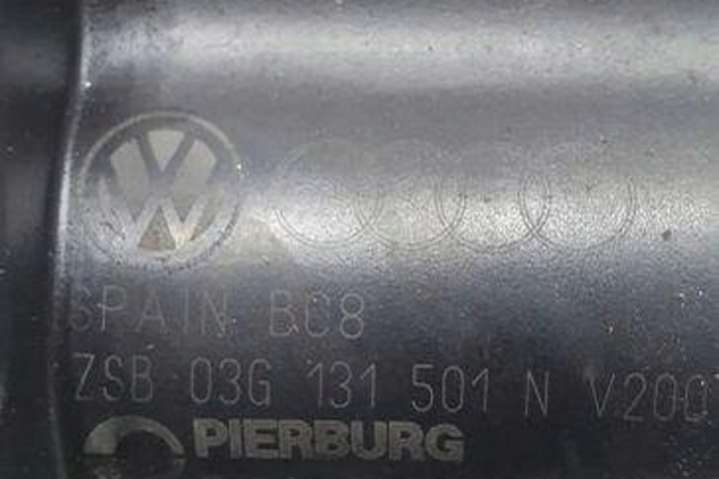 SPAIN BC8
ZSB 03G 131 501 N V200
PIERBURG